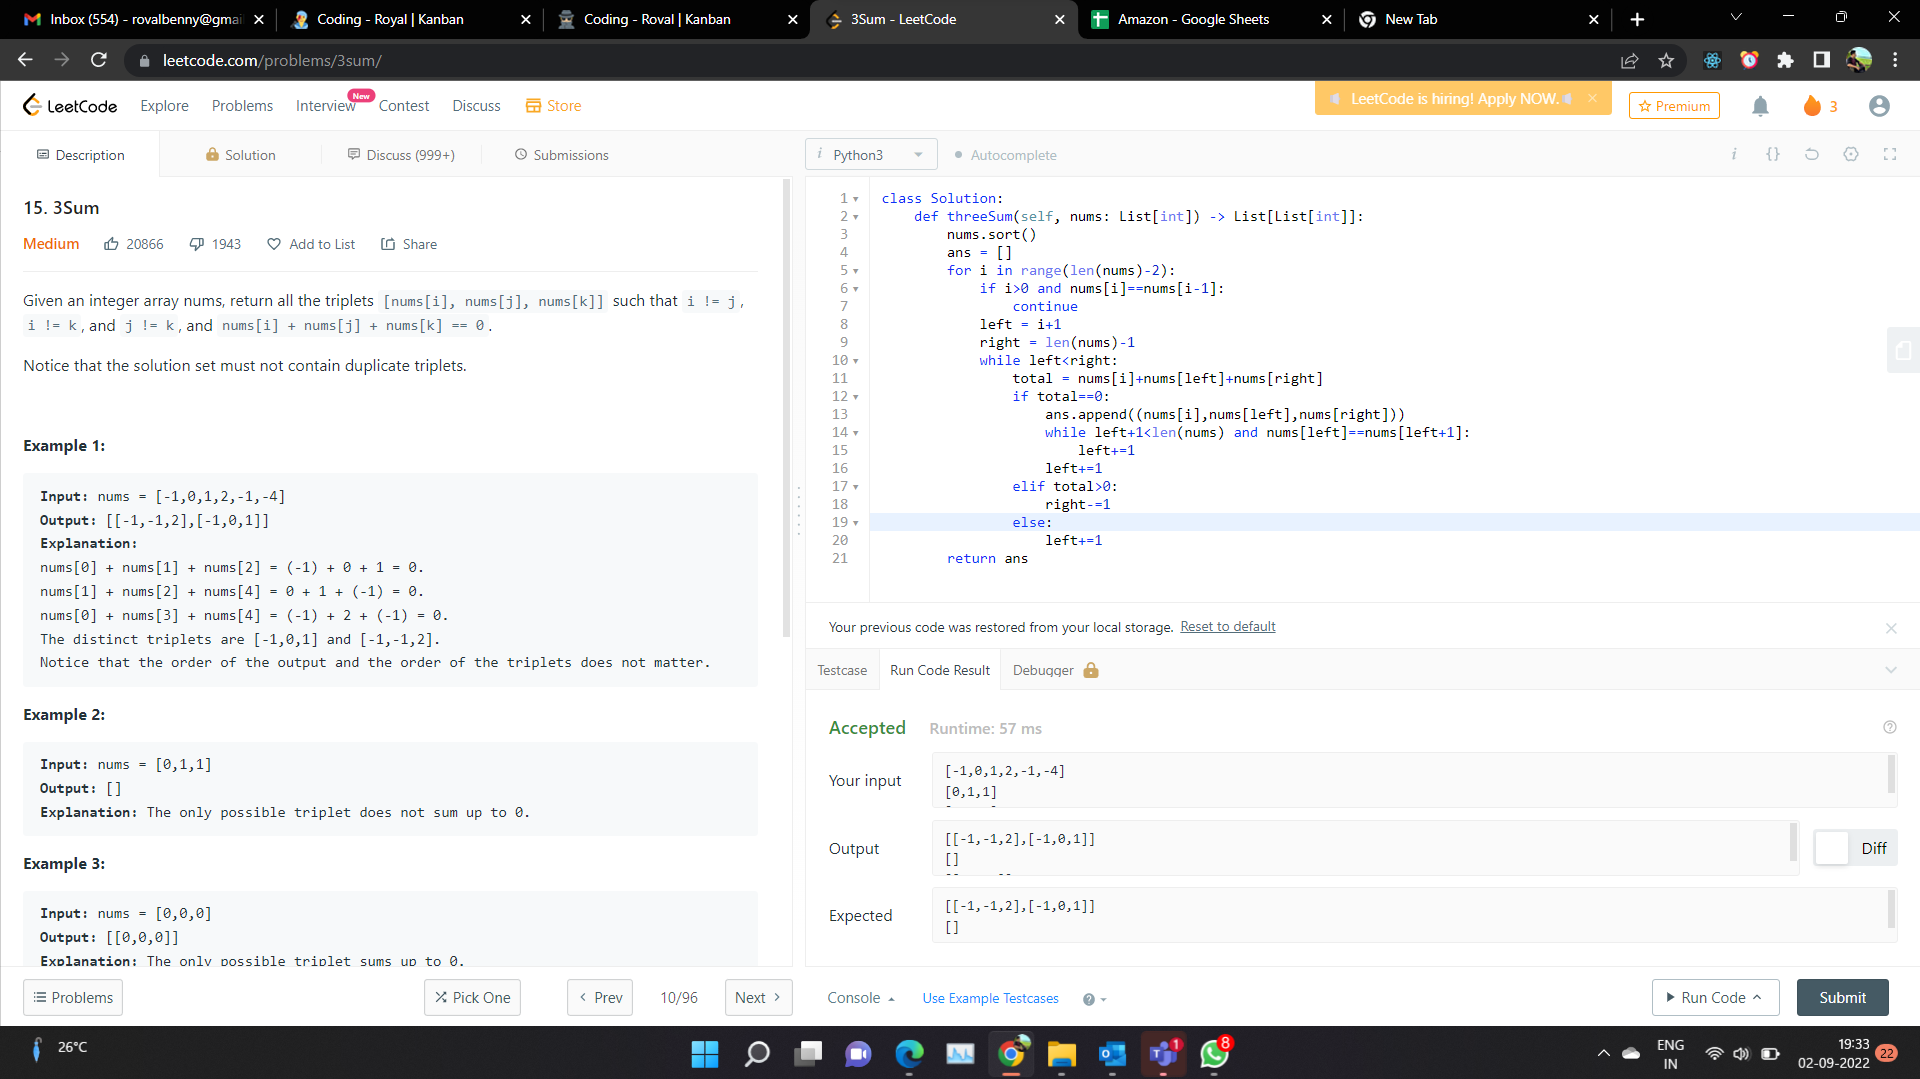 Inbox (554) - rovalbenny@gmai
Coding - Royal | Kanban
Coding - Roval | Kanban
3Sum - LeetCode
Amazon - Google Sheets
New Tab
leetcode.com/problems/3sum/
LeetCode
Explore
Problems
Interview
New
Contest
Discuss
Store
LeetCode is hiring! Apply NOW.
Premium
3
Description
Solution
Discuss (999+)
Submissions
15. 3Sum
Medium
20866
1943
Add to List
Share
Given an integer array nums, return all the triplets [nums[i], nums[j], nums[k]] such that i != j,
i != k, and j != k, and nums[i] + nums[j] + nums[k] == 0.
Notice that the solution set must not contain duplicate triplets.
Example 1:
Input: nums = [-1,0,1,2,-1,-4]
Output: [[-1,-1,2],[-1,0,1]]
Explanation:
nums[0] + nums[1] + nums[2] = (-1) + 0 + 1 = 0.
nums[1] + nums[2] + nums[4] = 0 + 1 + (-1) = 0.
nums[0] + nums[3] + nums[4] = (-1) + 2 + (-1) = 0.
The distinct triplets are [-1,0,1] and [-1,-1,2].
Notice that the order of the output and the order of the triplets does not matter.
Example 2:
Input: nums = [0,1,1]
Output: []
Explanation: The only possible triplet does not sum up to 0.
Example 3:
Input: nums = [0,0,0]
Output: [[0,0,0]]
Explanation: The only possible triplet sums up to 0.
Problems
Pick One
Prev
10/96
Next
i Python3
Autocomplete
i {}
1 class Solution:
2 def threeSum(self, nums: List[int]) -> List[List[int]]:
3 nums.sort()
4 ans = []
5 for i in range(len(nums)-2):
6 if i>0 and nums[i]==nums[i-1]:
7 continue
8 left = i+1
9 right = len(nums)-1
10 while left<right:
11 total = nums[i]+nums[left]+nums[right]
12 if total==0:
13 ans.append((nums[i],nums[left],nums[right]))
14 while left+1<len(nums) and nums[left]==nums[left+1]:
15 left+=1
16 left+=1
17 elif total>0:
18 right-=1
19 else:
20 left+=1
21 return ans
Your previous code was restored from your local storage. Reset to default
Testcase
Run Code Result
Debugger
Accepted
Runtime: 57 ms
Your input
[-1,0,1,2,-1,-4]
[0,1,1]
Output
[[-1,-1,2],[-1,0,1]]
[]
Diff
Expected
[[-1,-1,2],[-1,0,1]]
[]
Console
Use Example Testcases
Run Code
Submit
26°C
1
8
ENG
IN
19:33
02-09-2022
22